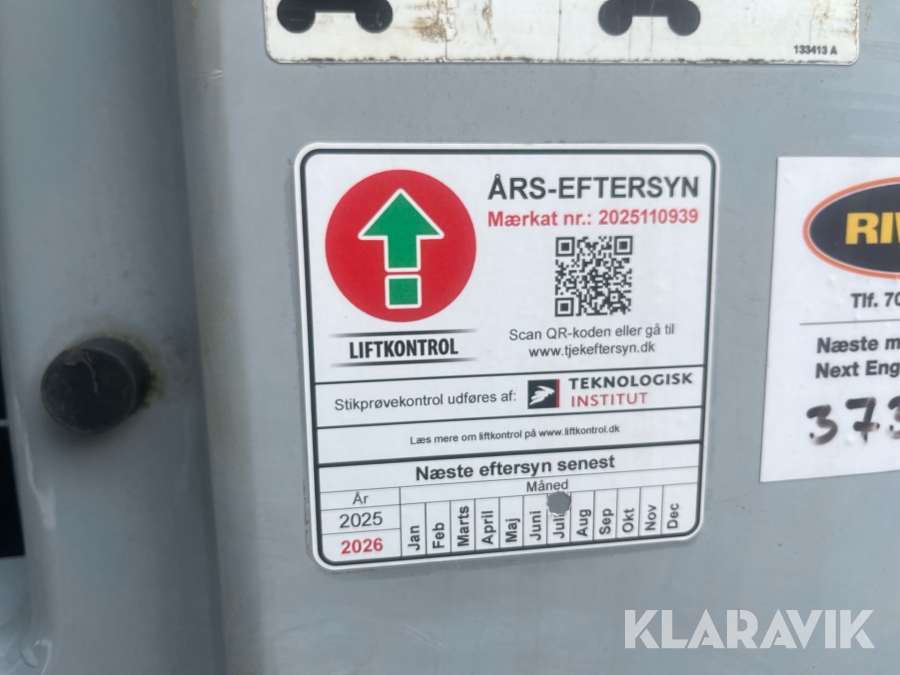 133413 A
ÅRS-EFTERSYN
Mærkat nr.: 2025110939
Scan QR-koden eller gå til
www.tjekeftersyn.dk
LIFTKONTROL
Stikprøvekontrol udføres af:
TEKNOLOGISK
INSTITUT
Læs mere om liftkontrol på www.liftkontrol.dk
Næste eftersyn senest
År
Måned
2025
2026
Jan
Feb
Marts
April
Maj
Juni
Juli
Aug
Sep
Okt
Nov
Dec
RIV
Tlf. 70
Næste m
Next Eng
373
KLARAVIK